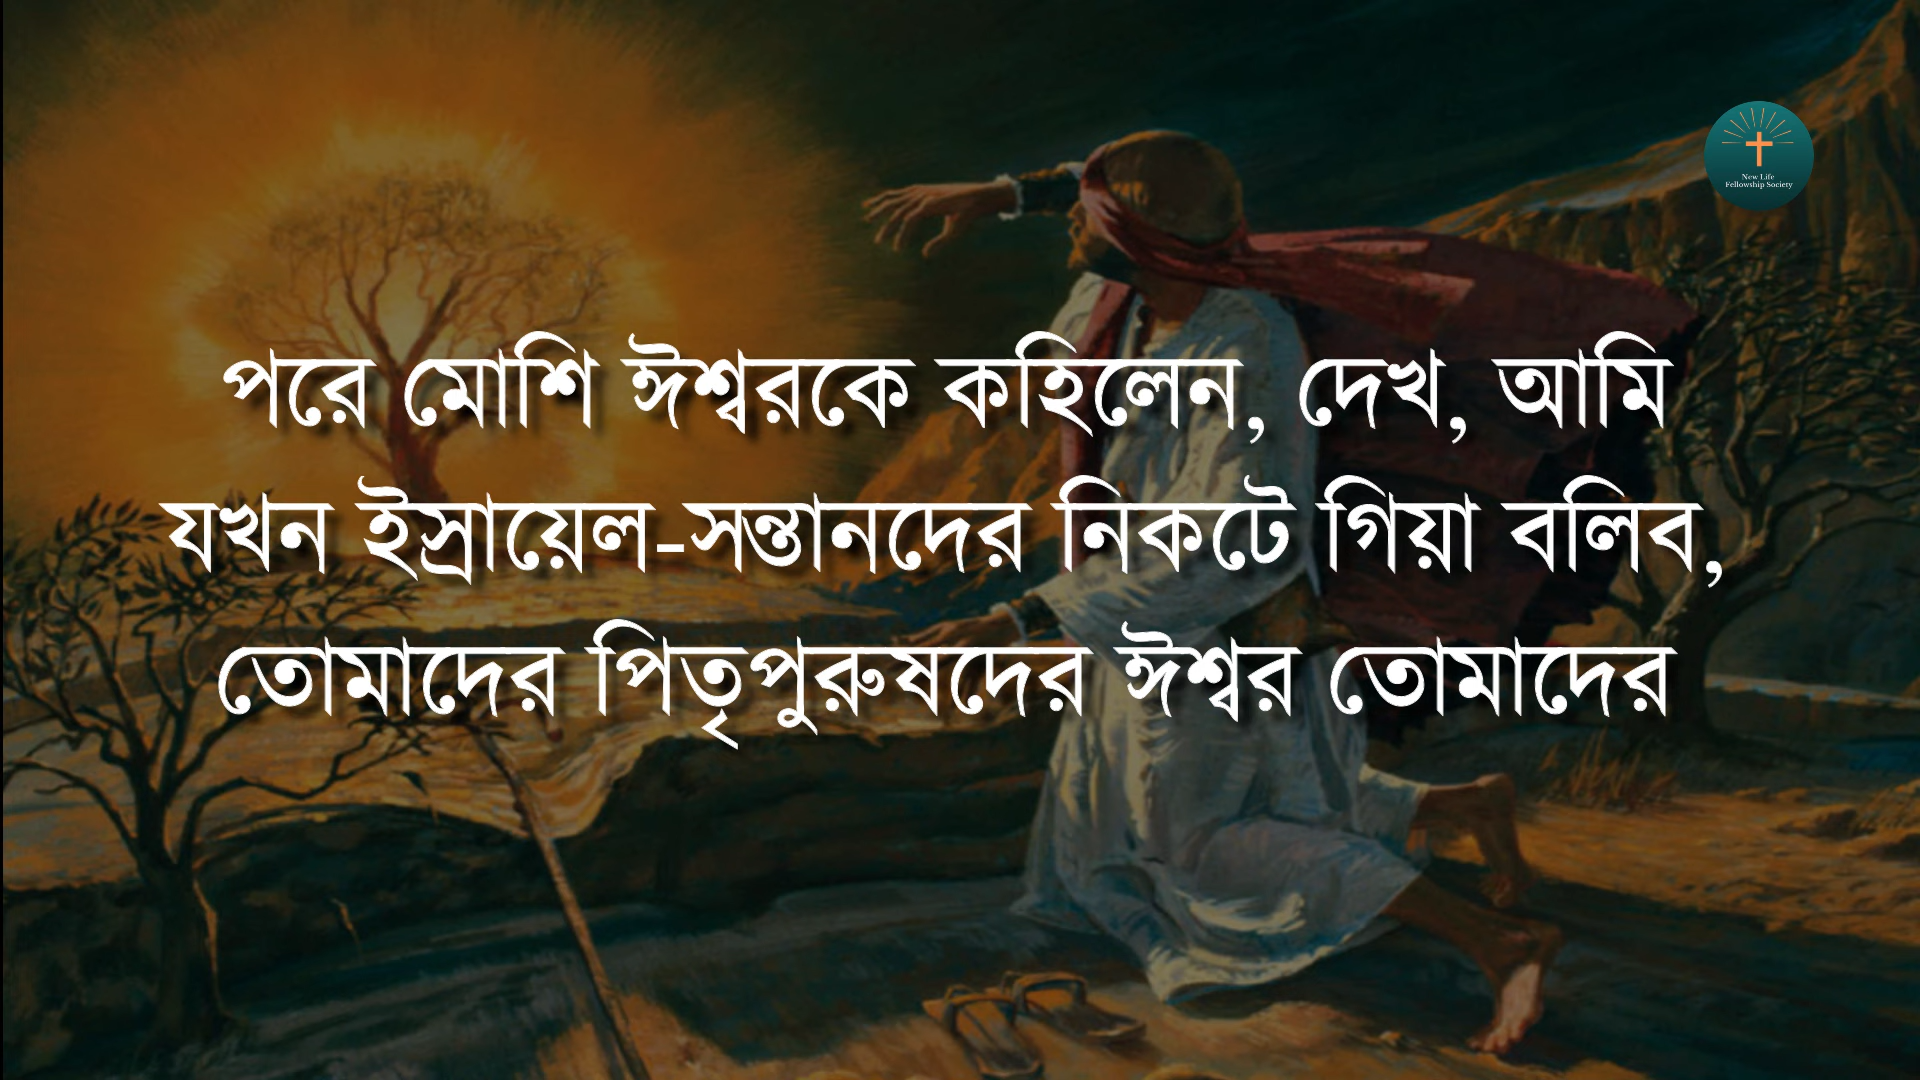 New Life
Fellowship Society
পরে মোশি ঈশ্বরকে কহিলেন, দেখ, আমি
যখন ইস্রায়েল-সন্তানদের নিকটে গিয়া বলিব,
তোমাদের পিতৃপুরুষদের ঈশ্বর তোমাদের